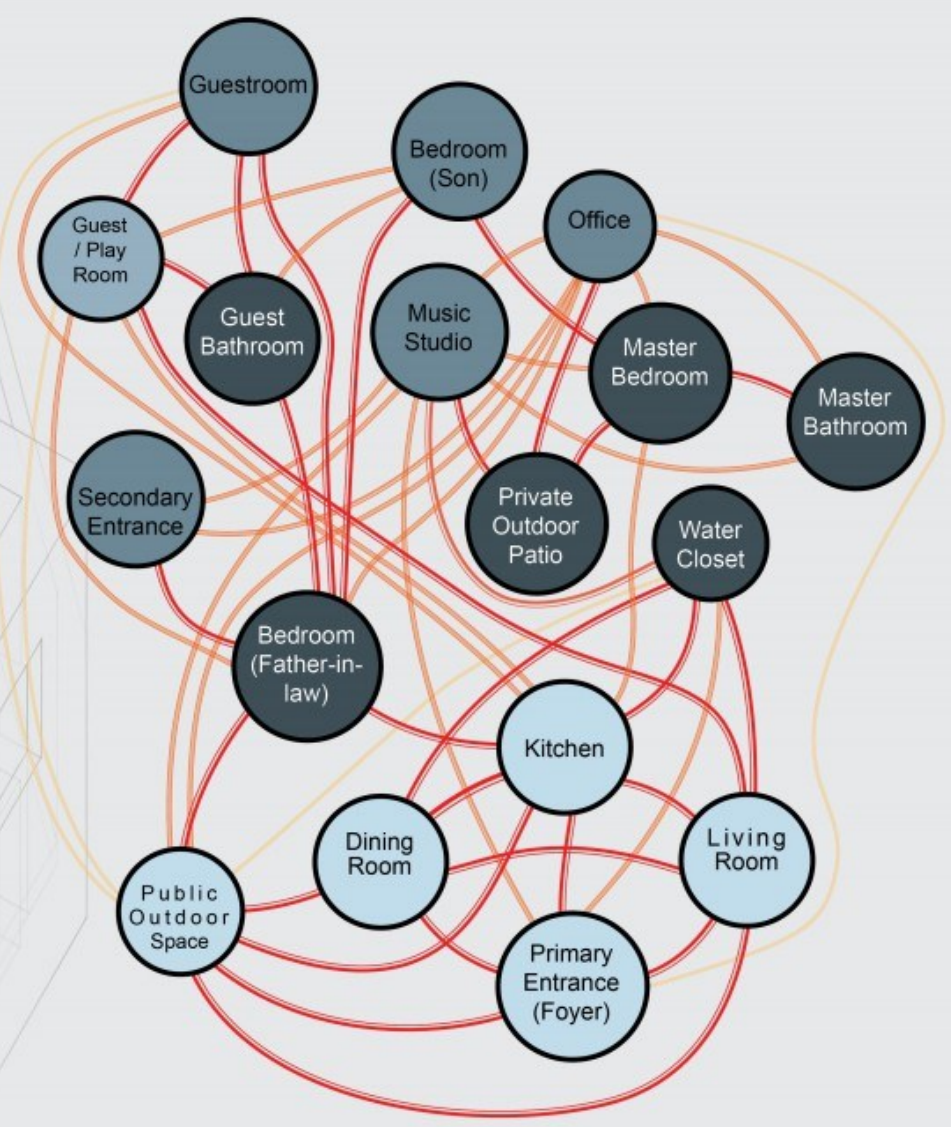 Guestroom
Bedroom
(Son)
Office
Guest
/ Play
Room
Guest
Bathroom
Music
Studio
Master
Bedroom
Master
Bathroom
Secondary
Entrance
Private
Outdoor
Patio
Water
Closet
Bedroom
(Father-in-
law)
Kitchen
Dining
Room
Living
Room
Public
Outdoor
Space
Primary
Entrance
(Foyer)